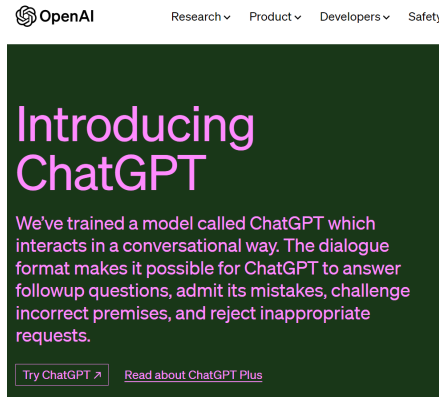 OpenAI
Research Product Developers Safety
Introducing
ChatGPT
We've trained a model called ChatGPT which
interacts in a conversational way. The dialogue
format makes it possible for ChatGPT to answer
followup questions, admit its mistakes, challenge
incorrect premises, and reject inappropriate
requests.
Try ChatGPT ↗ Read about ChatGPT Plus